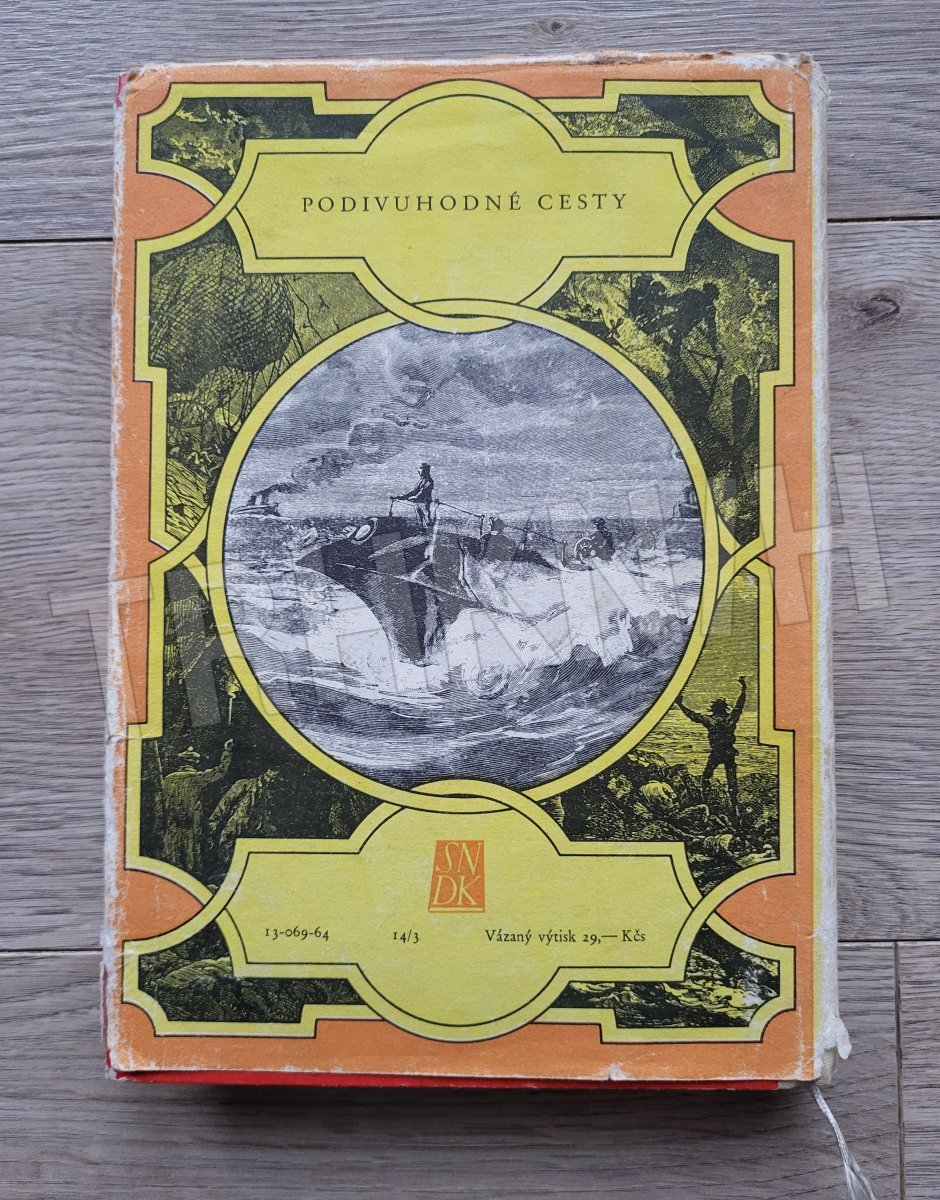 PODIVUHODNÉ CESTY
SN
DK
13-069-64 14/3 Vázaný výtisk 29,— Kčs